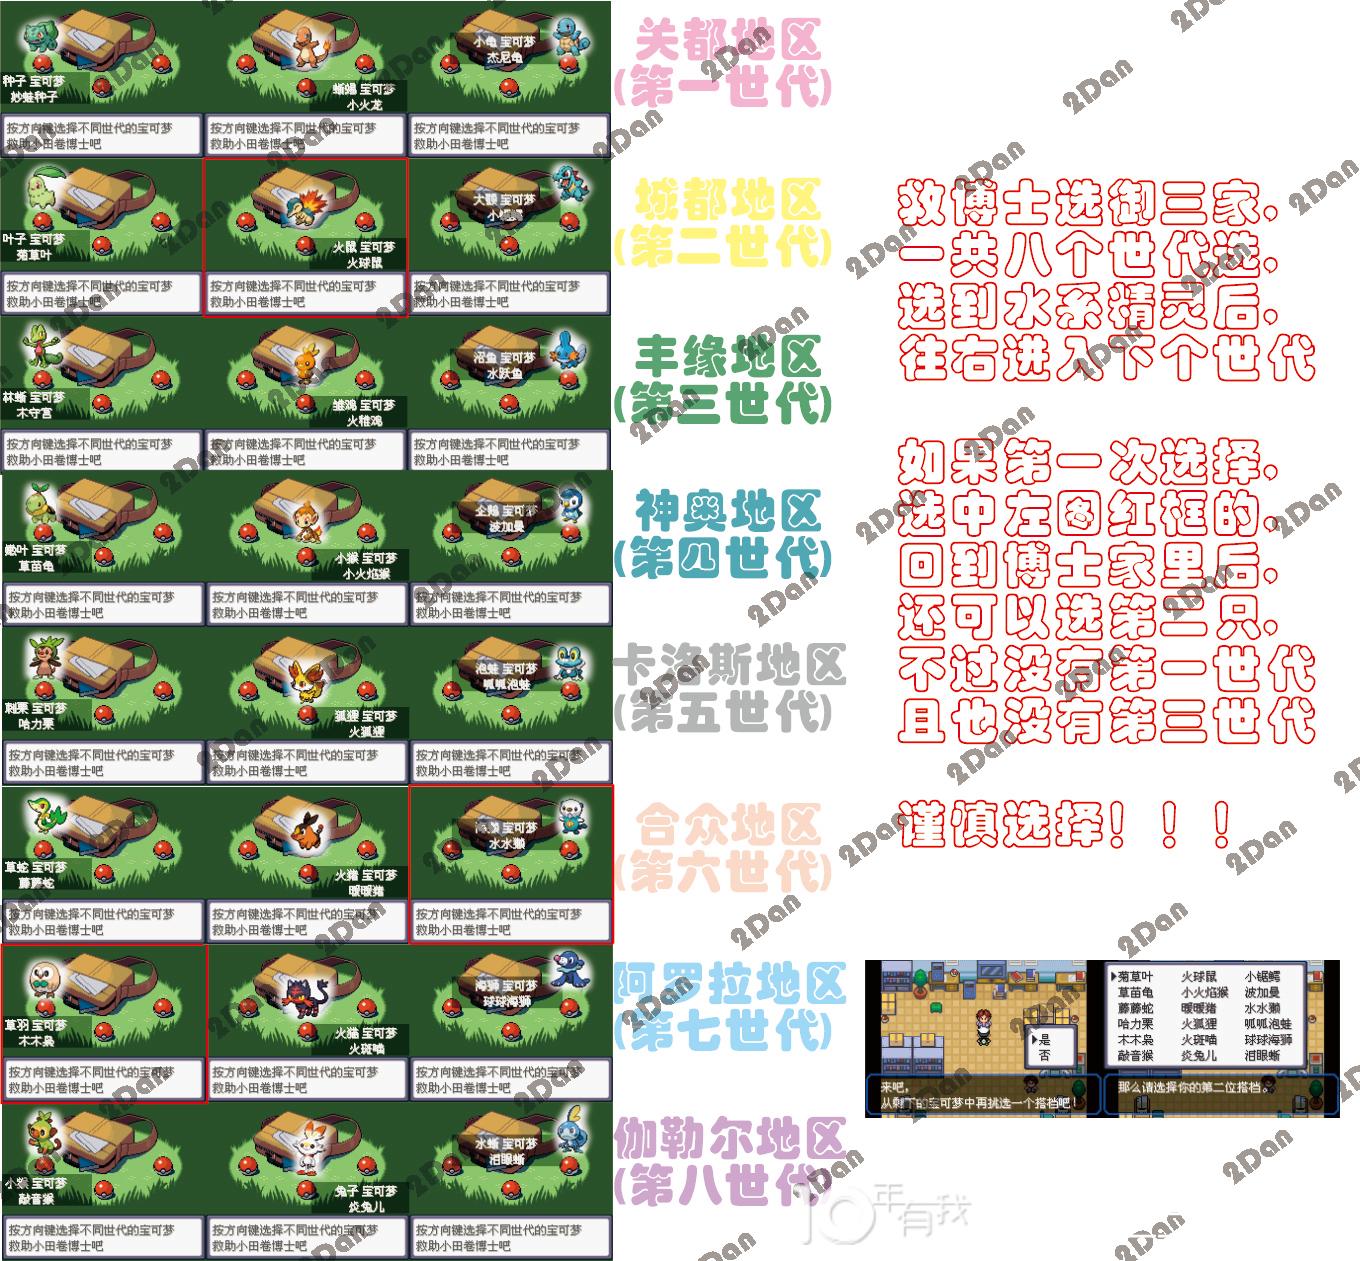 种子 宝可梦
妙蛙种子
蜥蜴 宝可梦
小火龙
小龟 宝可梦
杰尼龟
按方向键选择不同世代的宝可梦
救助小田卷博士吧
按方向键选择不同世代的宝可梦
救助小田卷博士吧
按方向键选择不同世代的宝可梦
救助小田卷博士吧
关都地区
(第一世代)
叶子 宝可梦
菊草叶
火鼠 宝可梦
火球鼠
大颚 宝可梦
小锯鳄
按方向键选择不同世代的宝可梦
救助小田卷博士吧
按方向键选择不同世代的宝可梦
救助小田卷博士吧
按方向键选择不同世代的宝可梦
救助小田卷博士吧
城都地区
(第二世代)
林蜥 宝可梦
木守宫
雏鸡 宝可梦
火稚鸡
沼鱼 宝可梦
水跃鱼
按方向键选择不同世代的宝可梦
救助小田卷博士吧
按方向键选择不同世代的宝可梦
救助小田卷博士吧
按方向键选择不同世代的宝可梦
救助小田卷博士吧
丰缘地区
(第三世代)
嫩叶 宝可梦
草苗龟
小猴 宝可梦
小火焰猴
企鹅 宝可梦
波加曼
按方向键选择不同世代的宝可梦
救助小田卷博士吧
按方向键选择不同世代的宝可梦
救助小田卷博士吧
按方向键选择不同世代的宝可梦
救助小田卷博士吧
神奥地区
(第四世代)
刺栗 宝可梦
哈力栗
狐狸 宝可梦
火狐狸
泡蛙 宝可梦
呱呱泡蛙
按方向键选择不同世代的宝可梦
救助小田卷博士吧
按方向键选择不同世代的宝可梦
救助小田卷博士吧
按方向键选择不同世代的宝可梦
救助小田卷博士吧
卡洛斯地区
(第五世代)
草蛇 宝可梦
藤藤蛇
火猪 宝可梦
暖暖猪
海獭 宝可梦
水水獭
按方向键选择不同世代的宝可梦
救助小田卷博士吧
按方向键选择不同世代的宝可梦
救助小田卷博士吧
按方向键选择不同世代的宝可梦
救助小田卷博士吧
合众地区
(第六世代)
草羽 宝可梦
木木枭
火猫 宝可梦
火斑喵
海狮 宝可梦
球球海狮
按方向键选择不同世代的宝可梦
救助小田卷博士吧
按方向键选择不同世代的宝可梦
救助小田卷博士吧
按方向键选择不同世代的宝可梦
救助小田卷博士吧
阿罗拉地区
(第七世代)
小猴 宝可梦
敲音猴
兔子 宝可梦
炎兔儿
水蜥 宝可梦
泪眼蜥
按方向键选择不同世代的宝可梦
救助小田卷博士吧
按方向键选择不同世代的宝可梦
救助小田卷博士吧
按方向键选择不同世代的宝可梦
救助小田卷博士吧
伽勒尔地区
(第八世代)
救博士选御三家，
一共八个世代选，
选到水系精灵后，
往右进入下个世代
如果第一次选择，
选中左图红框的，
回到博士家里后，
还可以选第二只，
不过没有第一世代
且也没有第三世代
谨慎选择！！！
是
否
来吧，
从剩下的宝可梦中再挑选一个搭档吧！
菊草叶 火球鼠 小锯鳄
草苗龟 小火焰猴 波加曼
藤藤蛇 暖暖猪 水水獭
哈力栗 火狐狸 呱呱泡蛙
木木枭 火斑喵 球球海狮
敲音猴 炎兔儿 泪眼蜥
那么请选择你的第二位搭档。
10年有我
2Dan